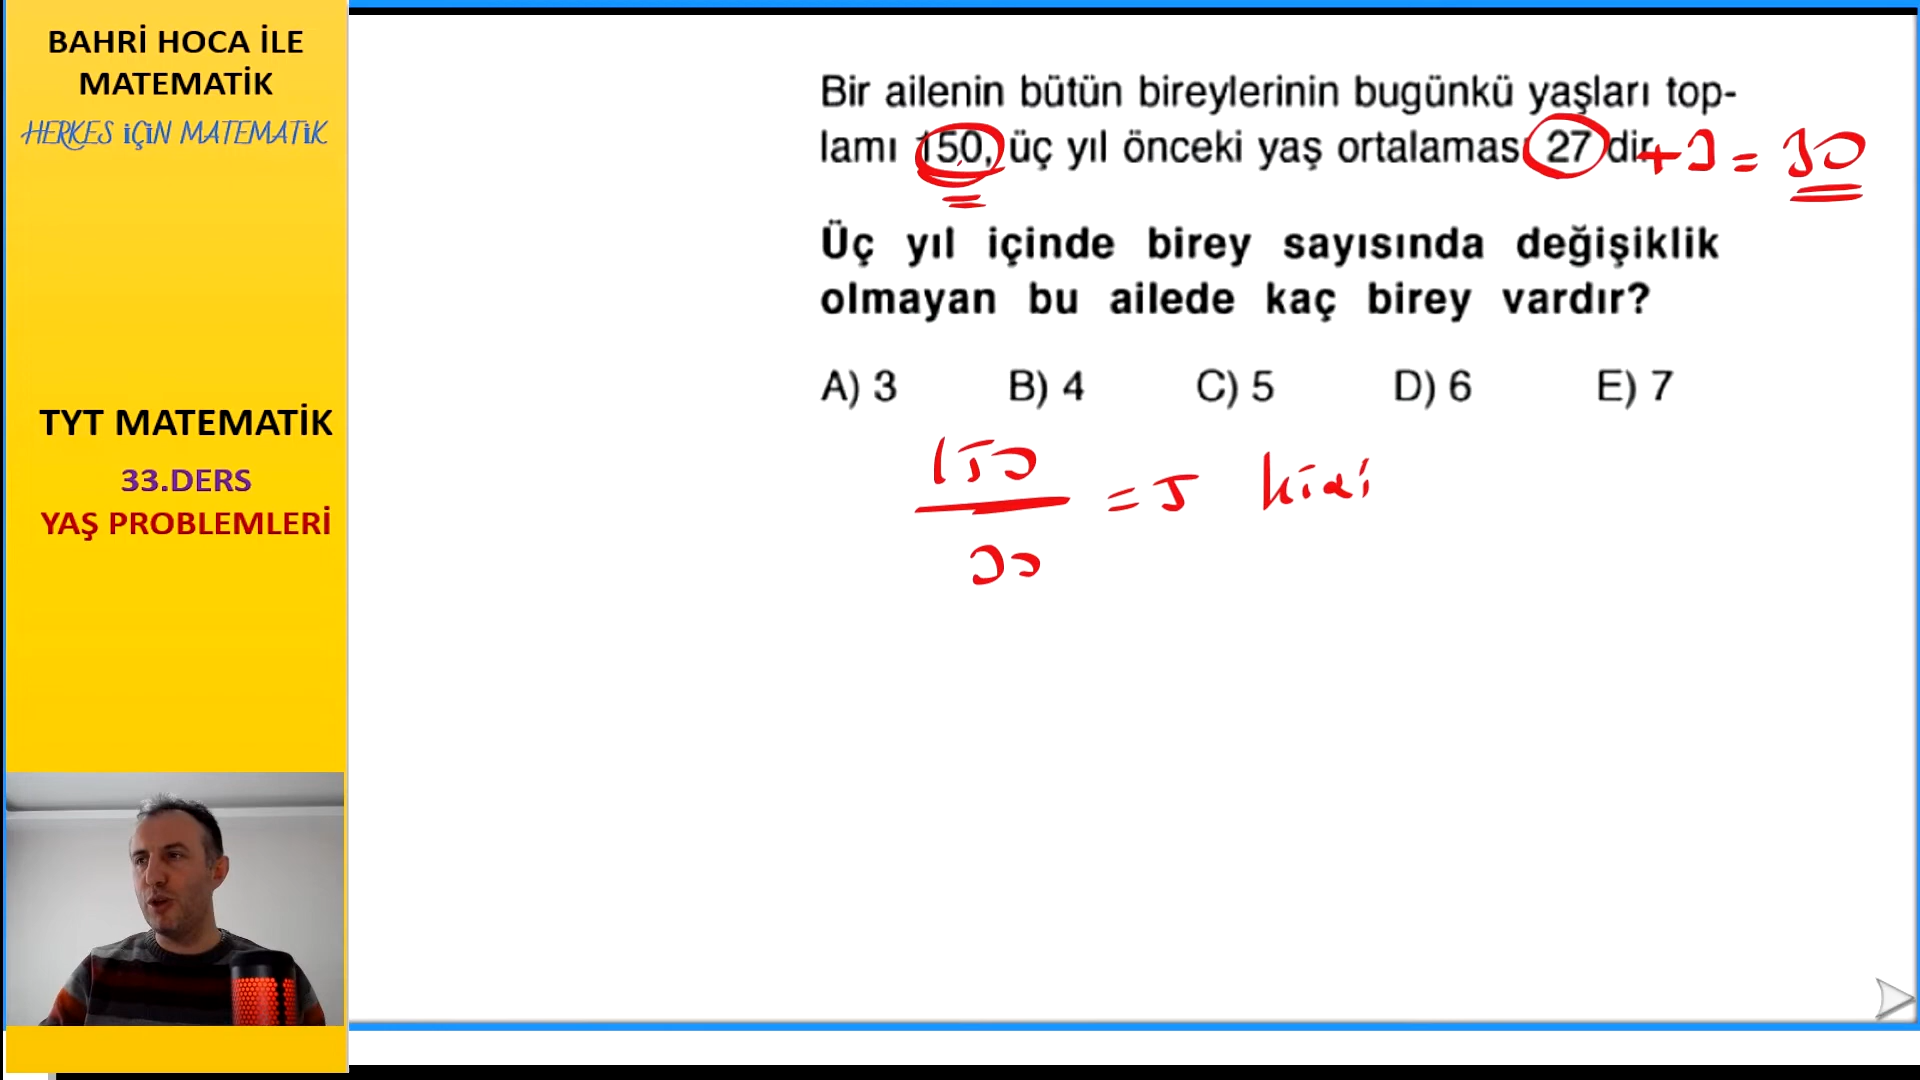 BAHRİ HOCA İLE
MATEMATİK
HERKES İÇİN MATEMATİK
TYT MATEMATİK
33.DERS
YAŞ PROBLEMLERİ
Bir ailenin bütün bireylerinin bugünkü yaşları top-
lamı 150, üç yıl önceki yaş ortalaması 27 dir. + 3 = 30
Üç yıl içinde birey sayısında değişiklik
olmayan bu ailede kaç birey vardır?
A) 3 B) 4 C) 5 D) 6 E) 7
150
= 5 kişi
30